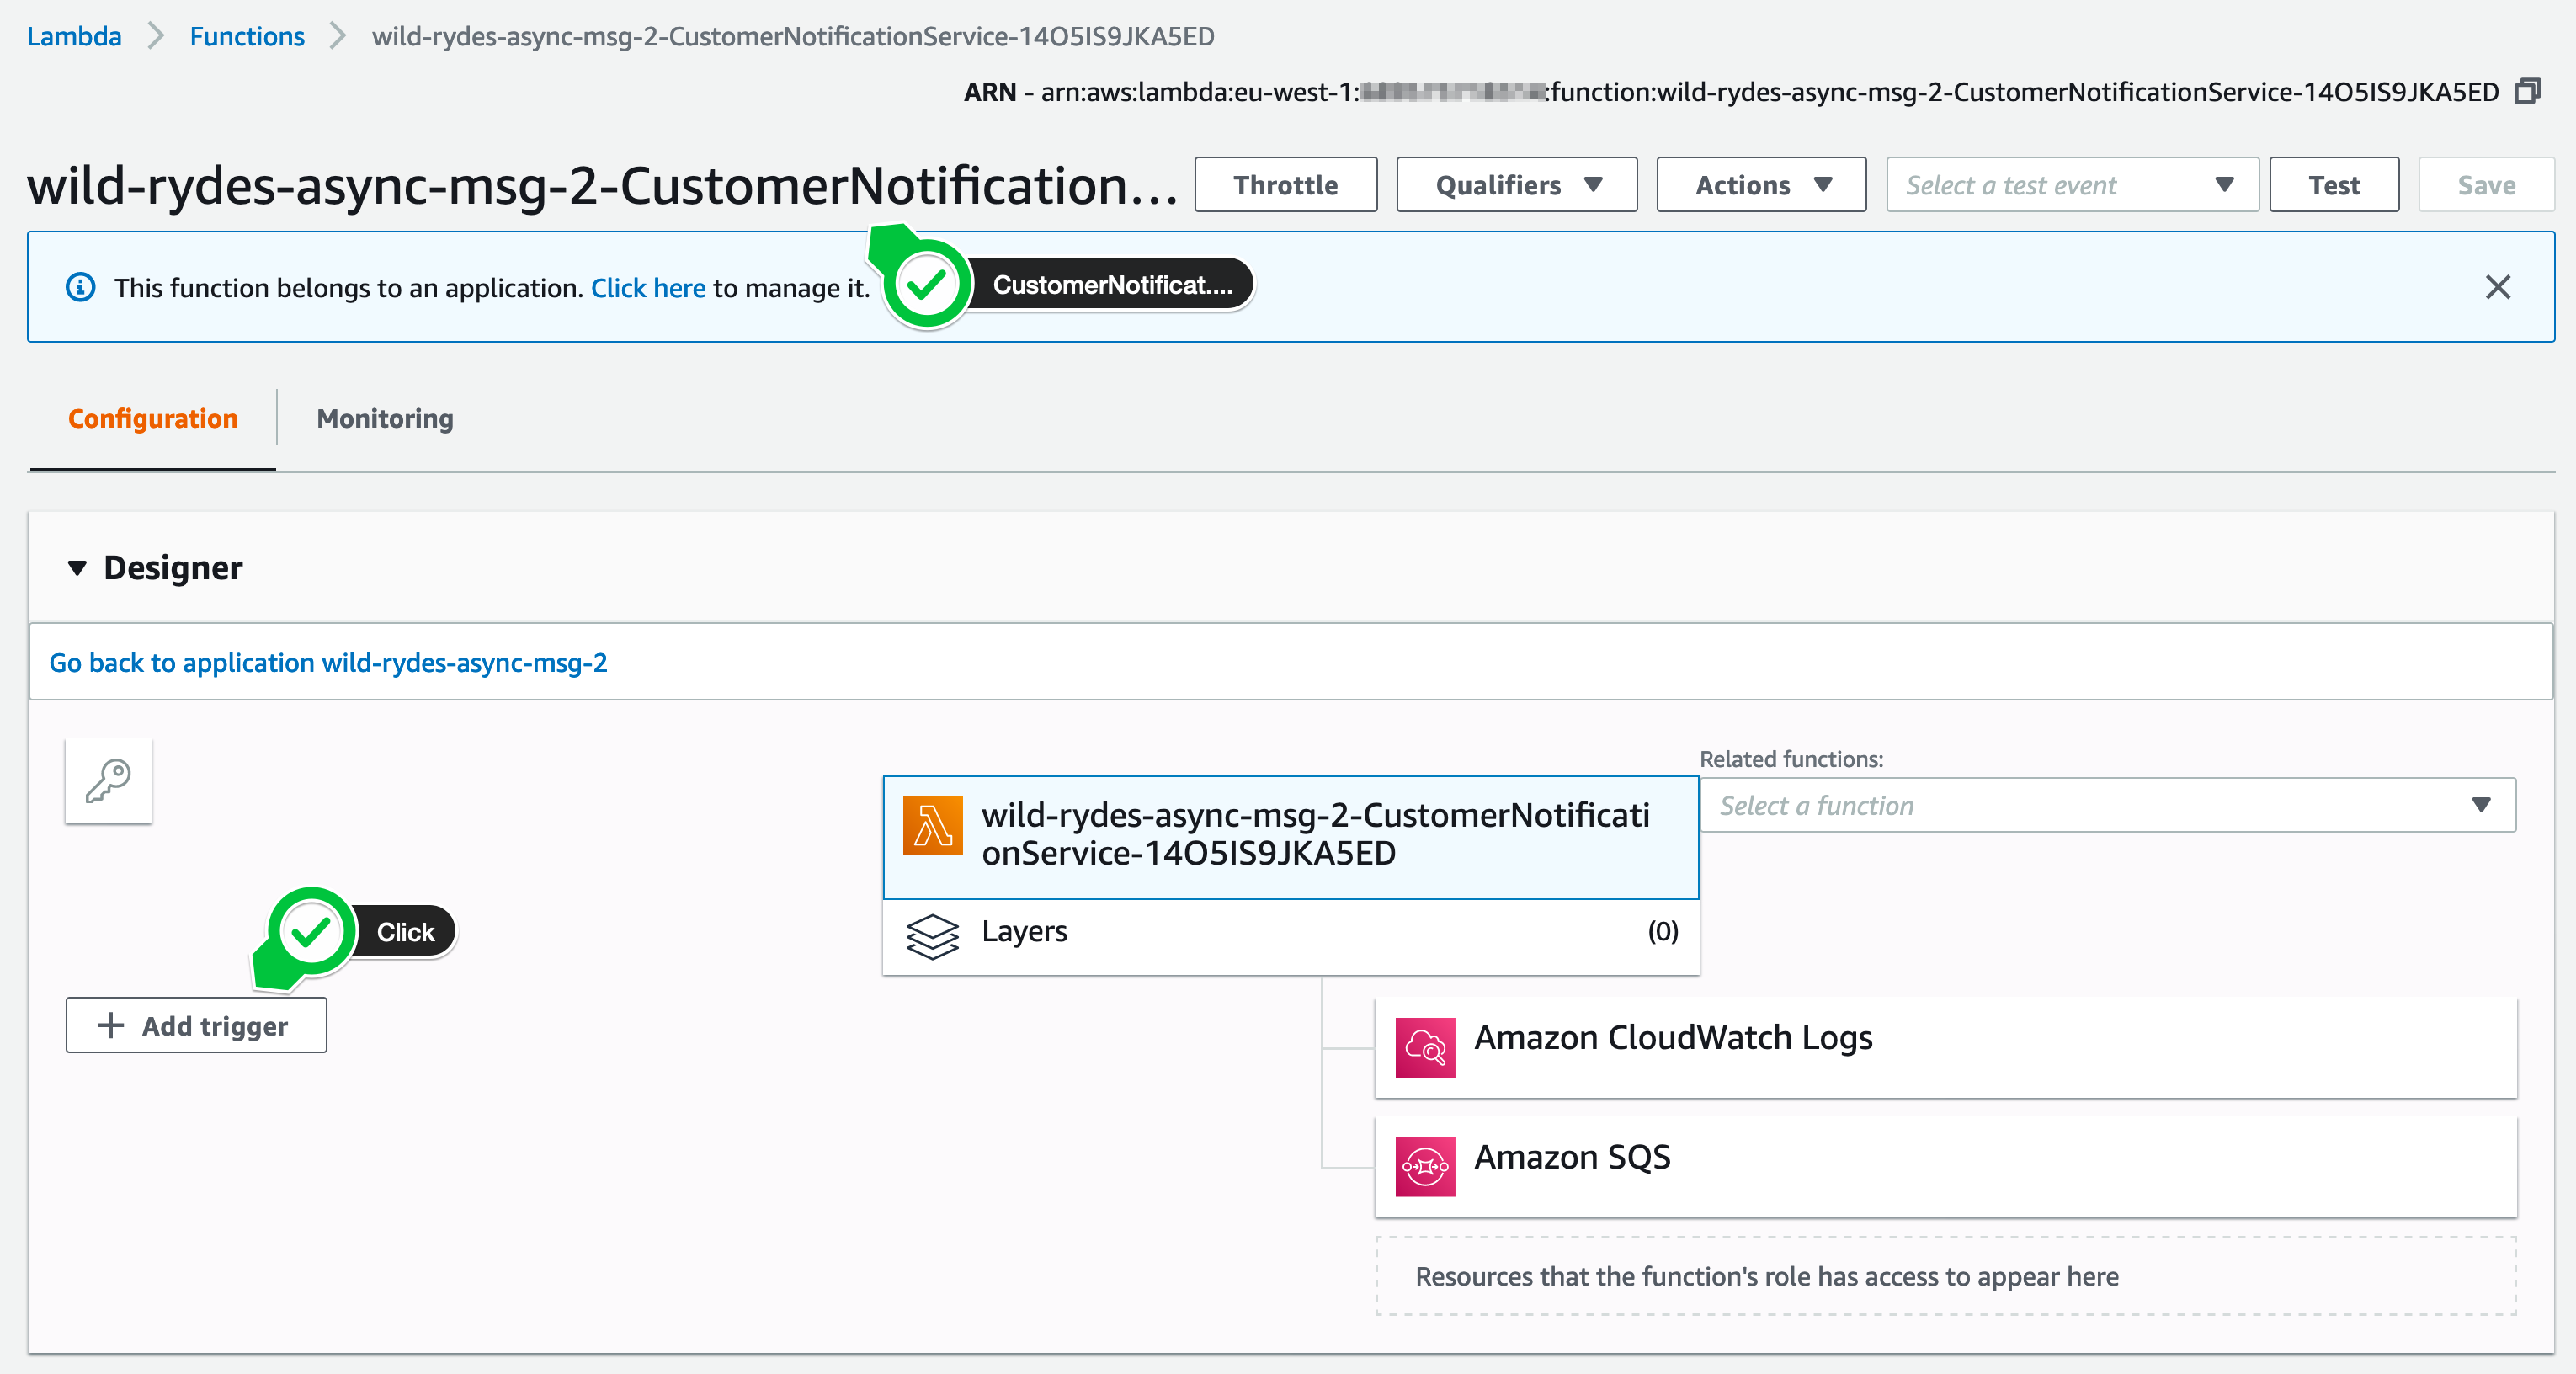 Lambda > Functions > wild-rydes-async-msg-2-CustomerNotificationService-14O5IS9JKA5ED
ARN - arn:aws:lambda:eu-west-1: :function:wild-rydes-async-msg-2-CustomerNotificationService-14O5IS9JKA5ED
wild-rydes-async-msg-2-CustomerNotification... Throttle Qualifiers Actions Select a test event Test Save
This function belongs to an application. Click here to manage it. CustomerNotificat....
Configuration Monitoring
Designer
Go back to application wild-rydes-async-msg-2
Related functions:
Select a function
wild-rydes-async-msg-2-CustomerNotificati
onService-14O5IS9JKA5ED
Layers (0)
Click
+ Add trigger
Amazon CloudWatch Logs
Amazon SQS
Resources that the function's role has access to appear here